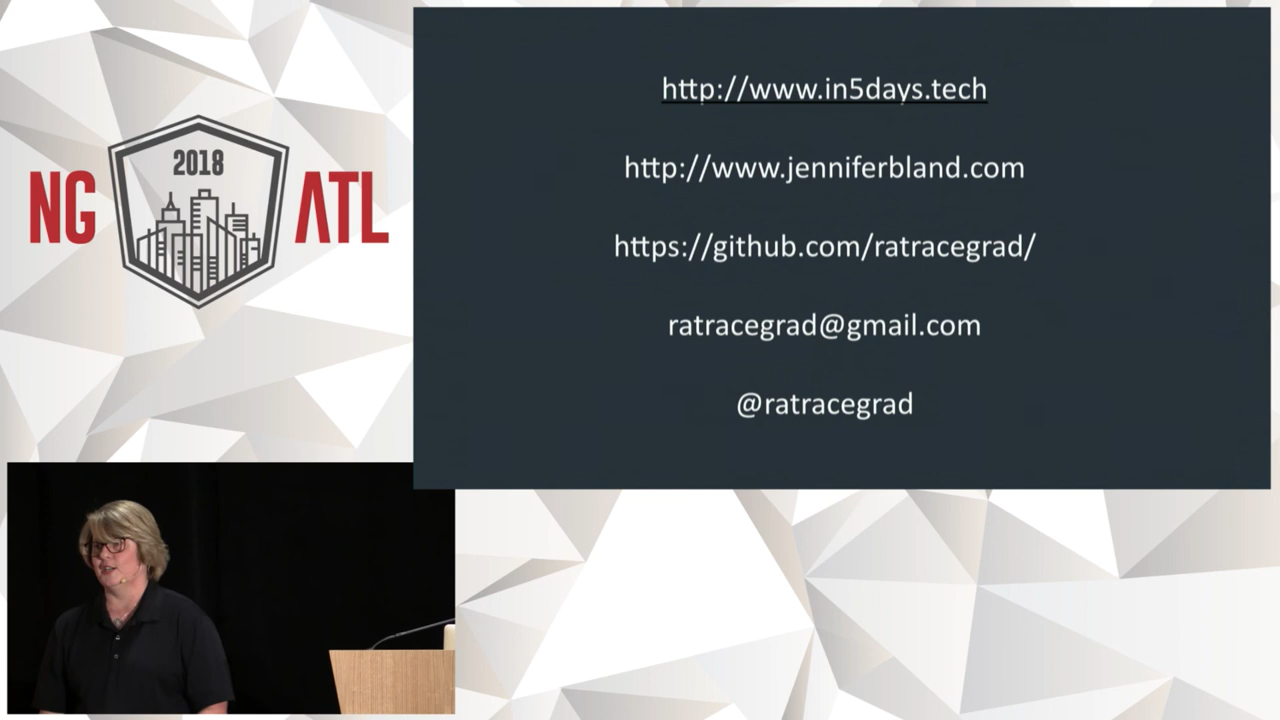 NG 2018 ATL
http://www.in5days.tech
http://www.jenniferbland.com
https://github.com/ratracegrad/
ratracegrad@gmail.com
@ratracegrad